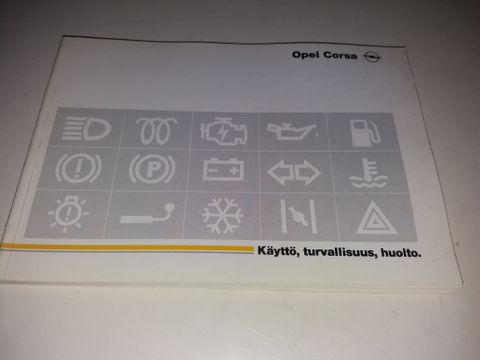 Opel Corsa
Käyttö, turvallisuus, huolto.